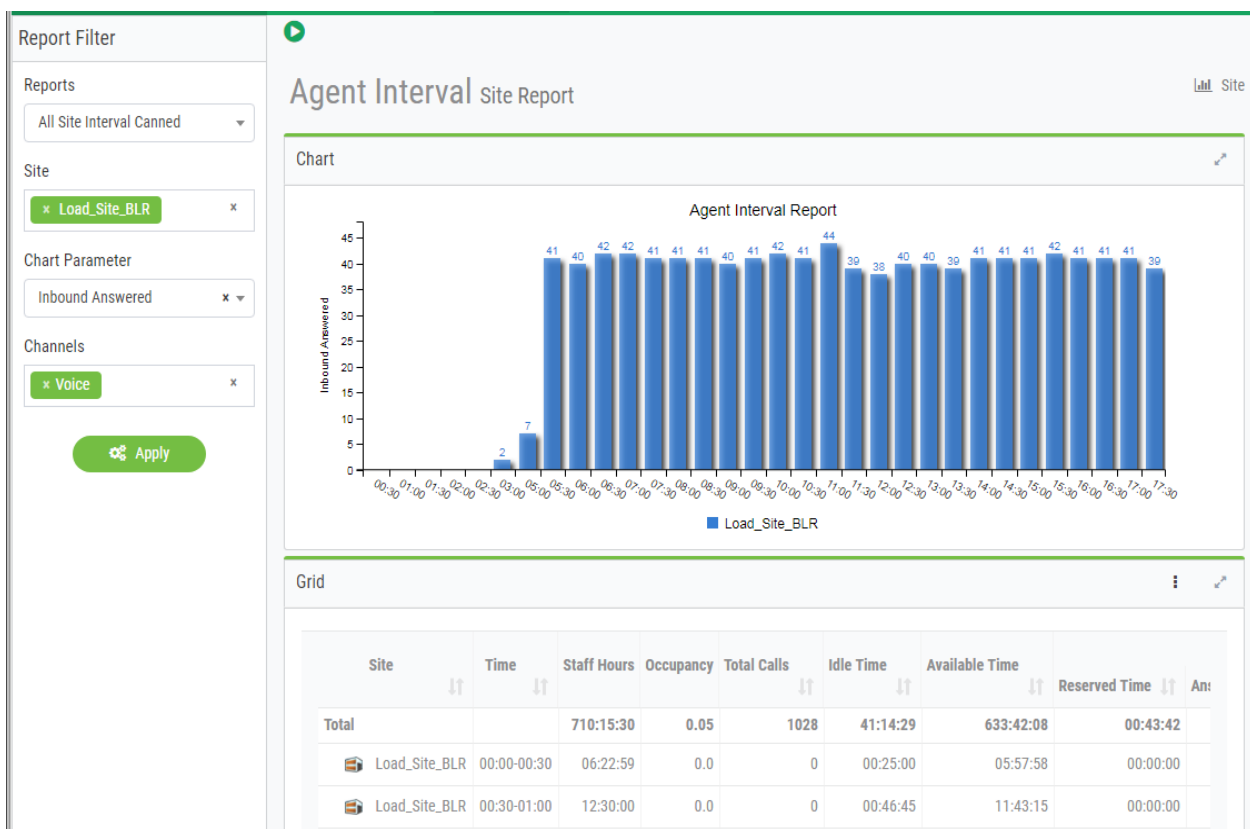 Report Filter
Reports
All Site Interval Canned
Site
× Load_Site_BLR ×
Chart Parameter
Inbound Answered ×
Channels
× Voice ×
Apply
Agent Interval Site Report
Site
Chart
Agent Interval Report
Inbound Answered
45
40
35
30
25
20
15
10
5
0
2 7 41 40 42 42 41 41 41 40 41 42 41 44 39 38 40 40 39 41 41 41 42 41 41 41 39
00:30 01:00 01:30 02:00 02:30 03:00 05:00 05:30 06:00 06:30 07:00 07:30 08:00 08:30 09:00 09:30 10:00 10:30 11:00 11:30 12:00 12:30 13:00 13:30 14:00 14:30 15:00 15:30 16:00 16:30 17:00 17:30
Load_Site_BLR
Grid
Site Time Staff Hours Occupancy Total Calls Idle Time Available Time Reserved Time
Total 710:15:30 0.05 1028 41:14:29 633:42:08 00:43:42
Load_Site_BLR 00:00-00:30 06:22:59 0.0 0 00:25:00 05:57:58 00:00:00
Load_Site_BLR 00:30-01:00 12:30:00 0.0 0 00:46:45 11:43:15 00:00:00